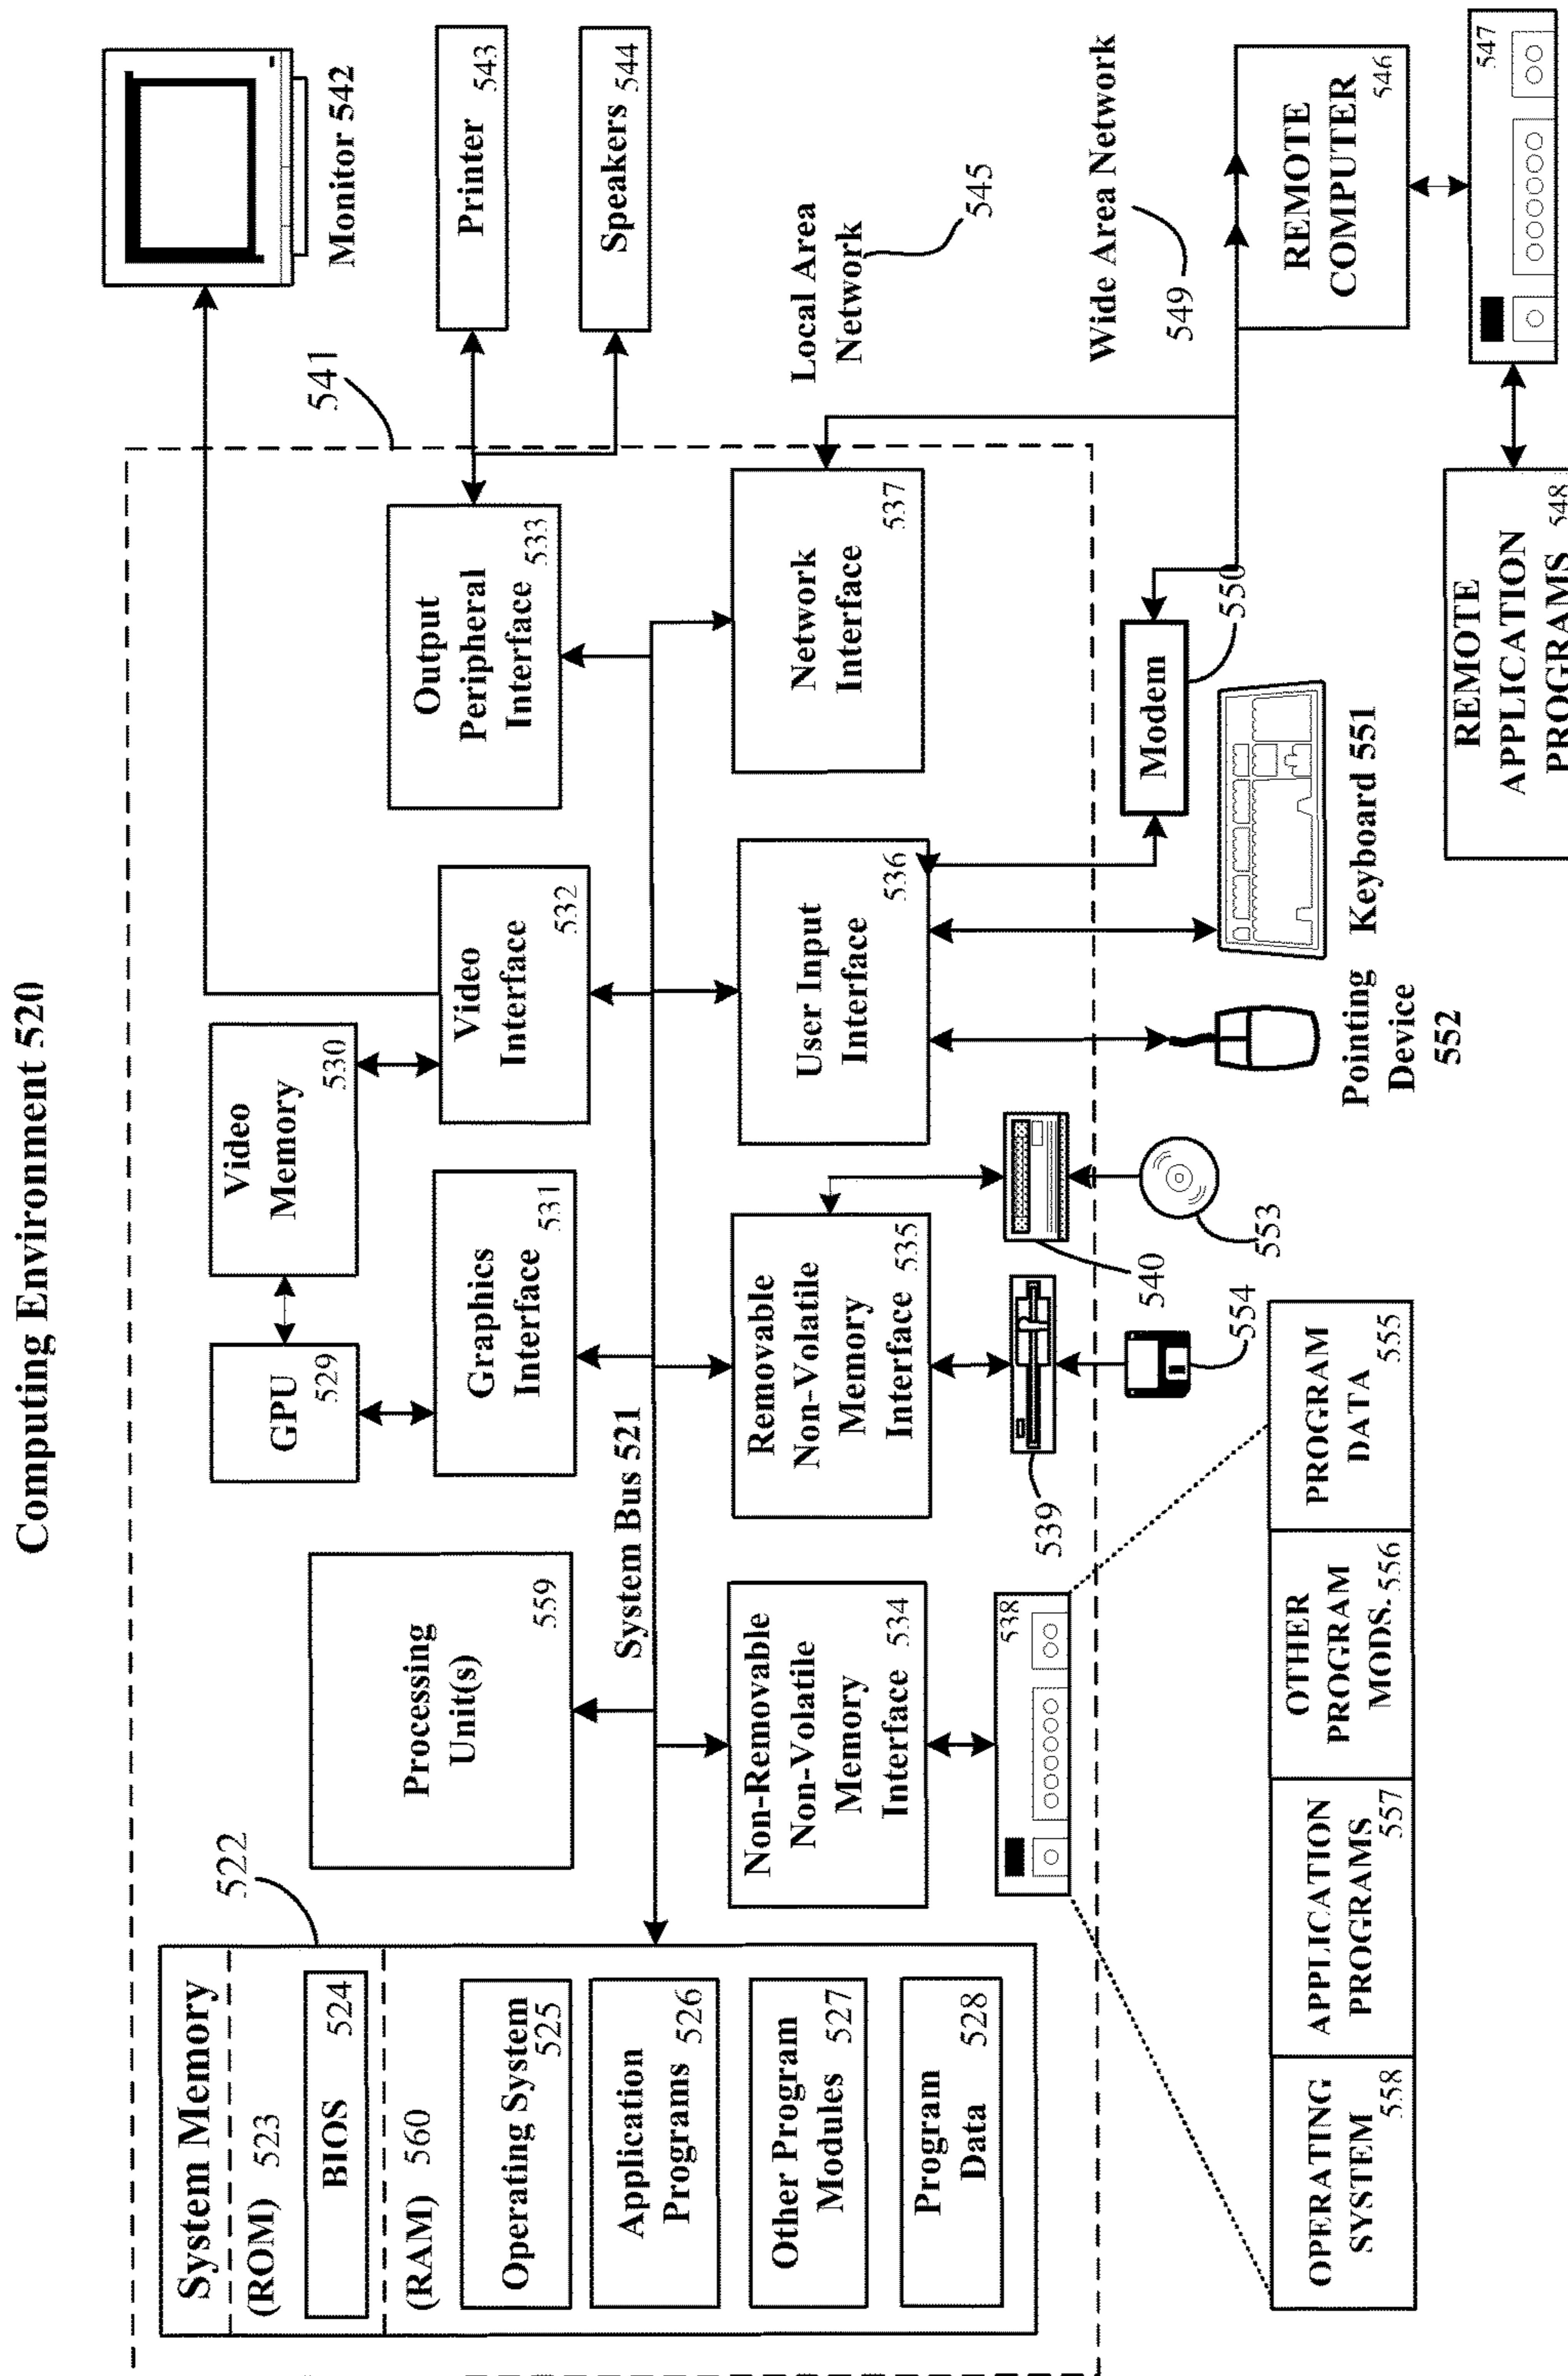 Computing Environment 520
System Memory
(ROM) 523
BIOS 524
(RAM) 560
Operating System
525
Application
Programs 526
Other Program
Modules 527
Program
Data 528
522
Processing
Unit(s)
559
GPU
529
Video
Memory
530
Graphics
Interface
531
Video
Interface
532
Output
Peripheral
Interface
533
System Bus 521
Non-Removable
Non-Volatile
Memory
Interface 534
Removable
Non-Volatile
Memory
Interface 535
User Input
Interface
536
Network
Interface
537
541
Monitor 542
Printer 543
Speakers 544
Local Area
Network
545
Wide Area Network
549
538
539
540
554
553
Pointing
Device
552
Keyboard 551
Modem
550
REMOTE
COMPUTER
546
547
REMOTE
APPLICATION
PROGRAMS 548
OPERATING
SYSTEM
558
APPLICATION
PROGRAMS
557
OTHER
PROGRAM
MODS. 556
PROGRAM
DATA
555